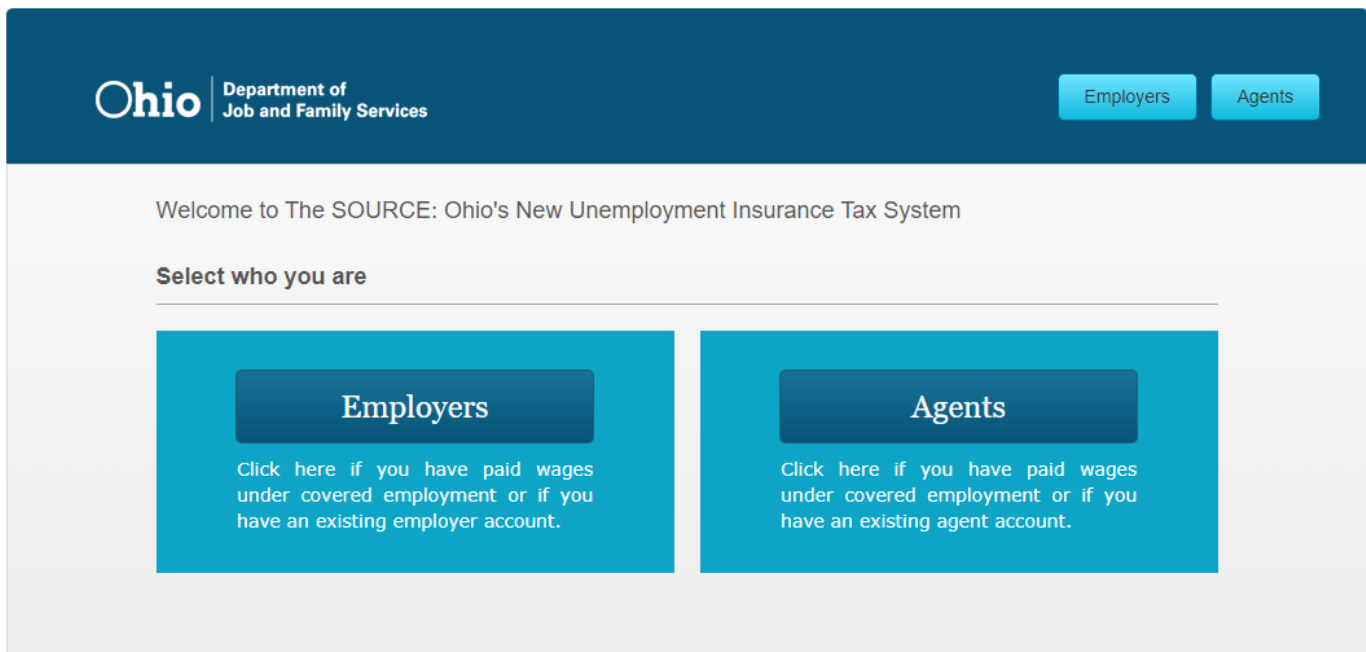 Ohio
Department of
Job and Family Services
Employers
Agents
Welcome to The SOURCE: Ohio's New Unemployment Insurance Tax System
Select who you are
Employers
Click here if you have paid wages
under covered employment or if you
have an existing employer account.
Agents
Click here if you have paid wages
under covered employment or if you
have an existing agent account.